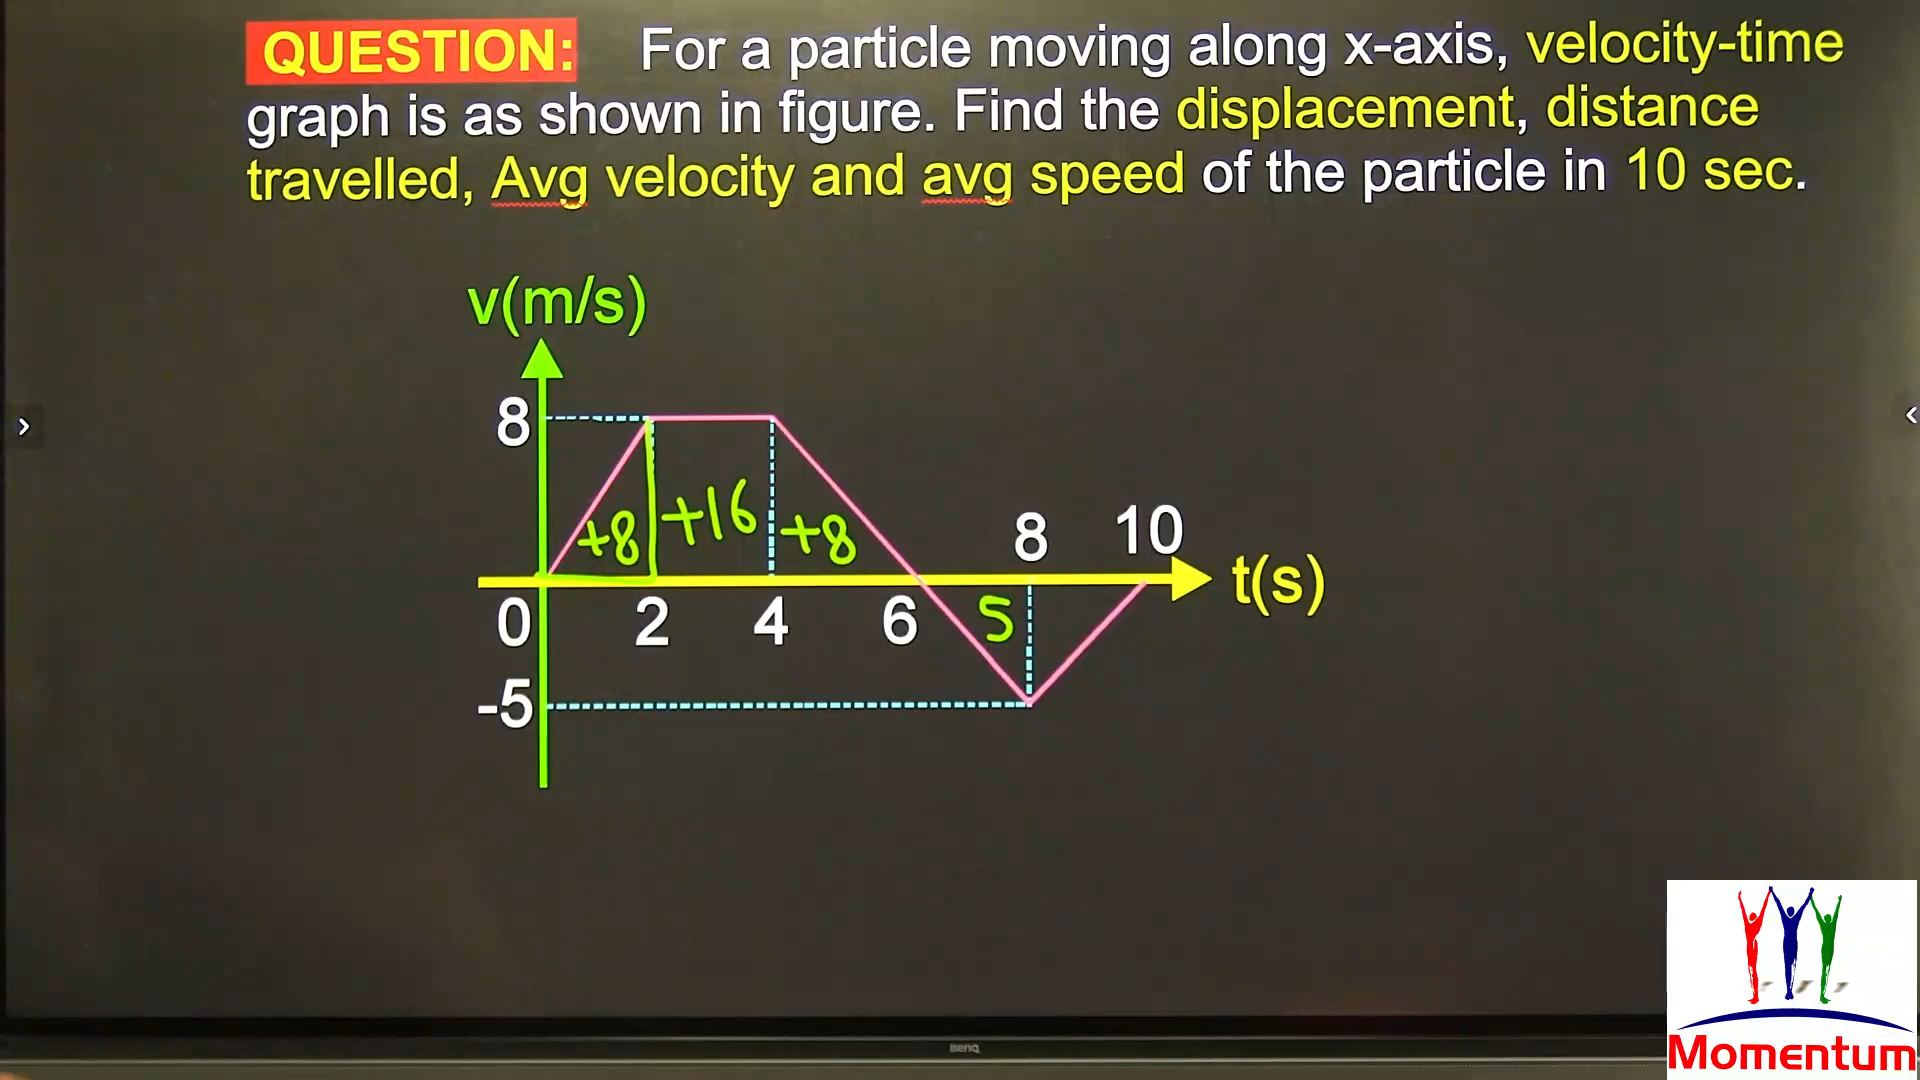 QUESTION: For a particle moving along x-axis, velocity-time
graph is as shown in figure. Find the displacement, distance
travelled, Avg velocity and avg speed of the particle in 10 sec.
v(m/s)
8
+8 +16 +8
8 10
t(s)
0 2 4 6 5
-5
BenQ
Momentum